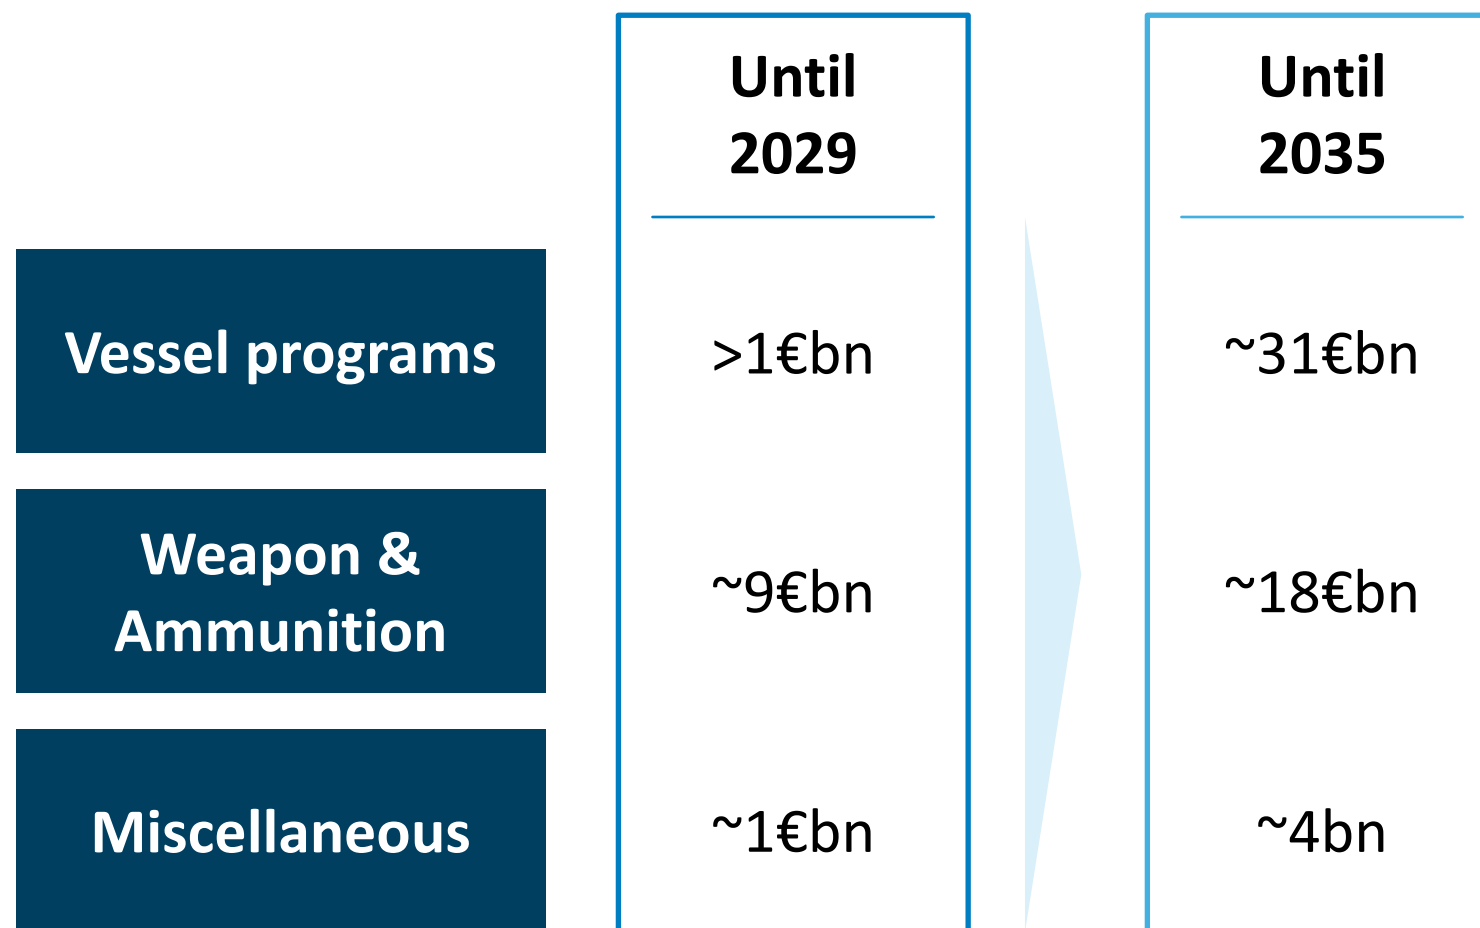 Until
2029
Until
2035
Vessel programs
>1€bn
~31€bn
Weapon &
Ammunition
~9€bn
~18€bn
Miscellaneous
~1€bn
~4bn